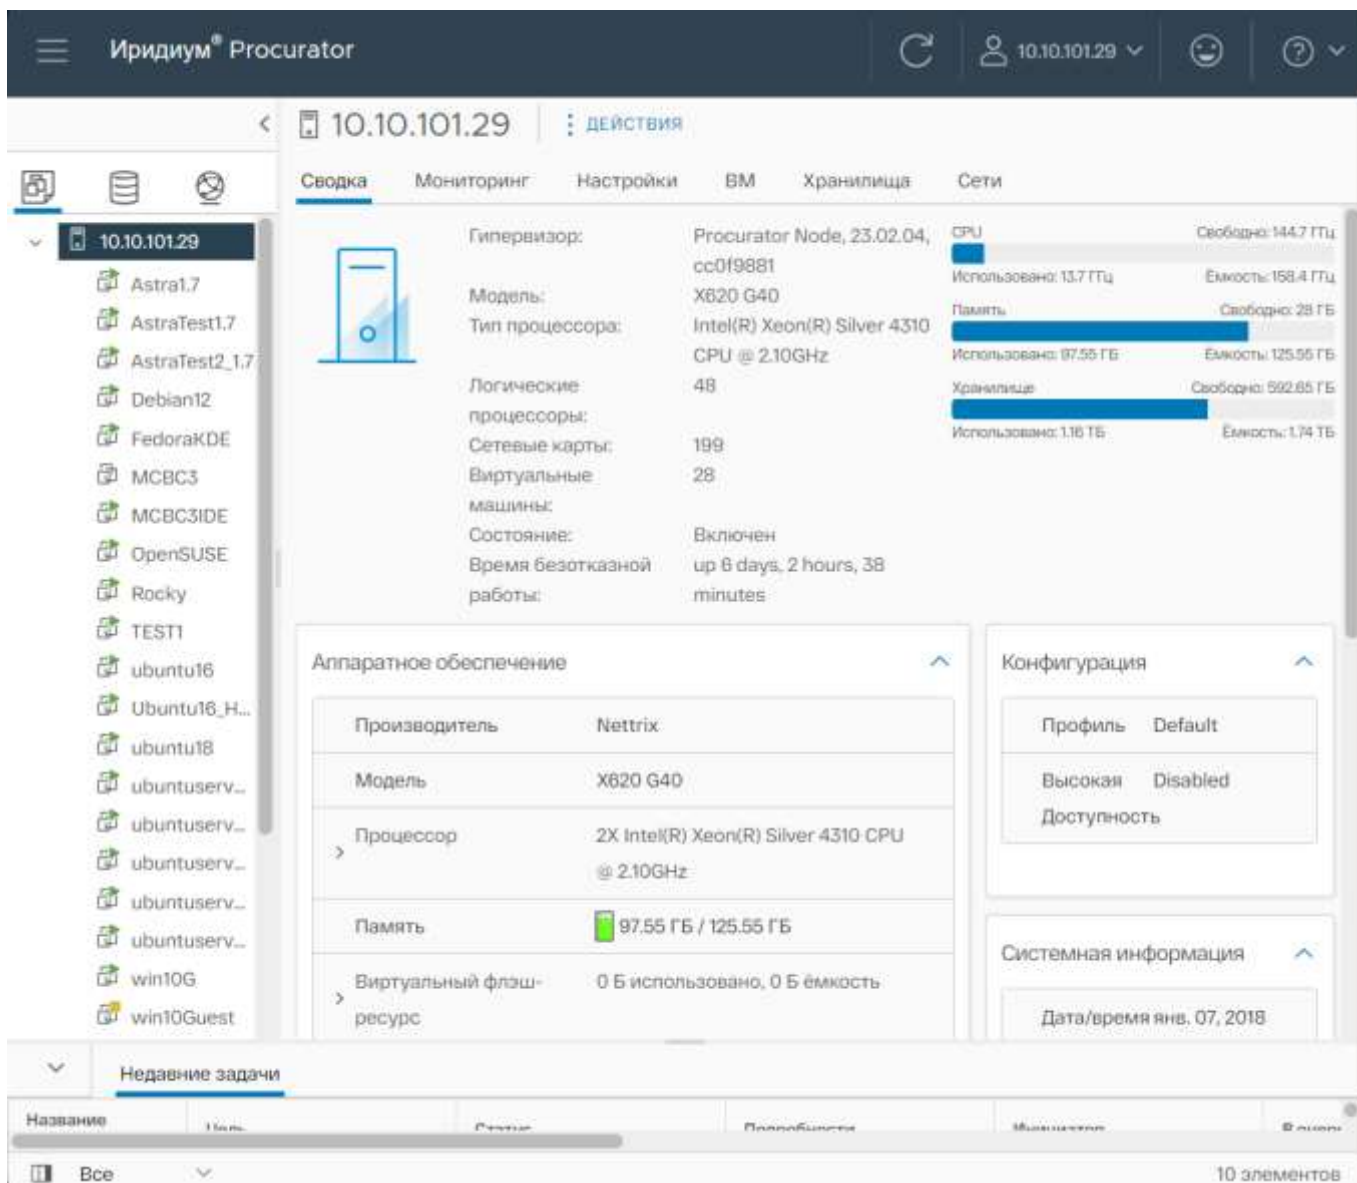 Иридиум® Procurator
10.10.101.29
10.10.101.29
ДЕЙСТВИЯ
Сводка Мониторинг Настройки ВМ Хранилища Сети
10.10.101.29
Astra1.7
AstraTest1.7
AstraTest2_1.7
Debian12
FedoraKDE
MCBC3
MCBC3IDE
OpenSUSE
Rocky
TEST1
ubuntu16
Ubuntu16_H...
ubuntu18
ubuntuserv...
ubuntuserv...
ubuntuserv...
ubuntuserv...
ubuntuserv...
win10G
win10Guest
Гипервизор: Procurator Node, 23.02.04,
cc0f9881
Модель: X620 G40
Тип процессора: Intel(R) Xeon(R) Silver 4310
CPU @ 2.10GHz
Логические 48
процессоры:
Сетевые карты: 199
Виртуальные 28
машины:
Состояние: Включен
Время безотказной up 6 days, 2 hours, 38
работы: minutes
CPU Свободно: 144.7 ГГц
Использовано: 13.7 ГГц Ёмкость: 158.4 ГГц
Память Свободно: 28 ГБ
Использовано: 97.55 ГБ Ёмкость: 125.55 ГБ
Хранилище Свободно: 592.65 ГБ
Использовано: 1.16 ТБ Ёмкость: 1.74 ТБ
Аппаратное обеспечение
Производитель Nettrix
Модель X620 G40
Процессор 2X Intel(R) Xeon(R) Silver 4310 CPU
@ 2.10GHz
Память 97.55 ГБ / 125.55 ГБ
Виртуальный флэш- 0 Б использовано, 0 Б ёмкость
ресурс
Конфигурация
Профиль Default
Высокая Disabled
Доступность
Системная информация
Дата/время янв. 07, 2018
Недавние задачи
Название Цель Статус Подробности Инициатор
Все 10 элементов